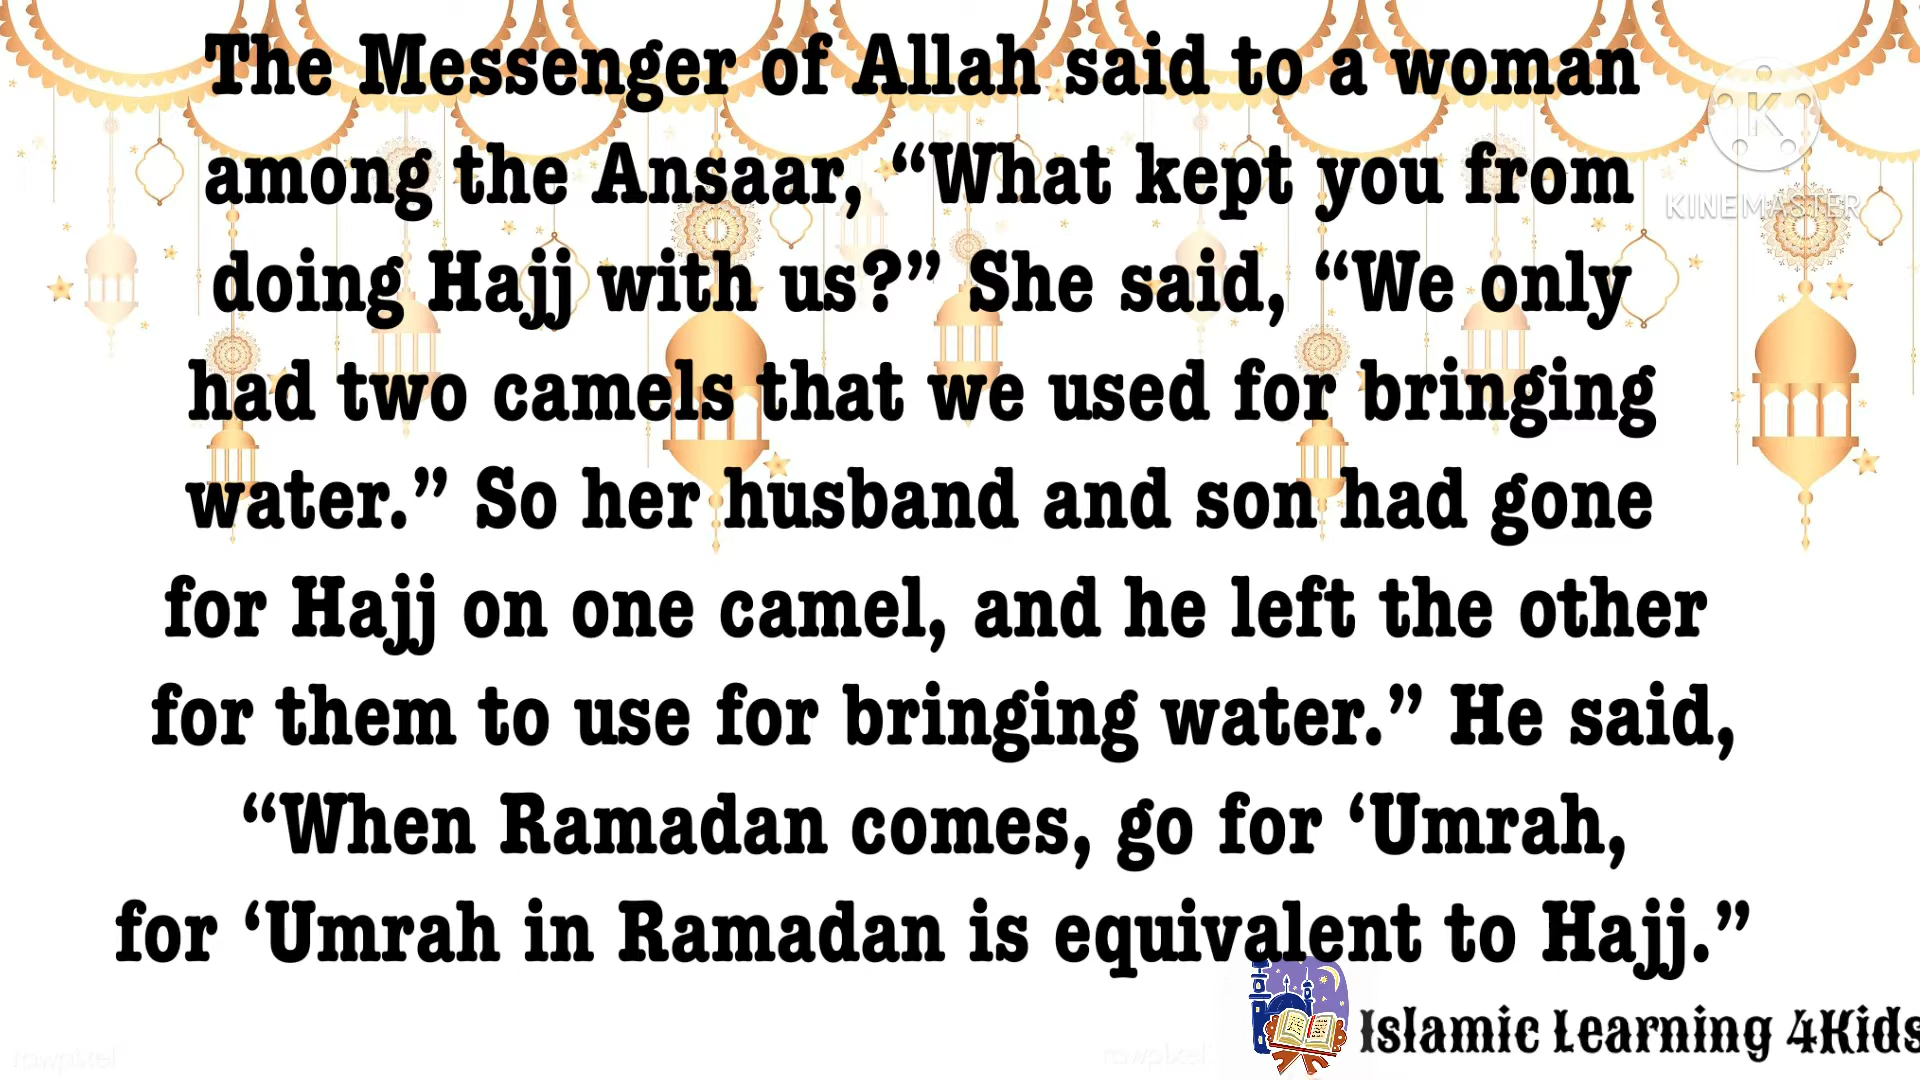 The Messenger of Allah said to a woman
among the Ansaar, “What kept you from
doing Hajj with us?” She said, “We only
had two camels that we used for bringing
water.” So her husband and son had gone
for Hajj on one camel, and he left the other
for them to use for bringing water.” He said,
“When Ramadan comes, go for ‘Umrah,
for ‘Umrah in Ramadan is equivalent to Hajj.”
K
KINEMASTER
Islamic Learning 4Kids
rawpixel
rawpixel